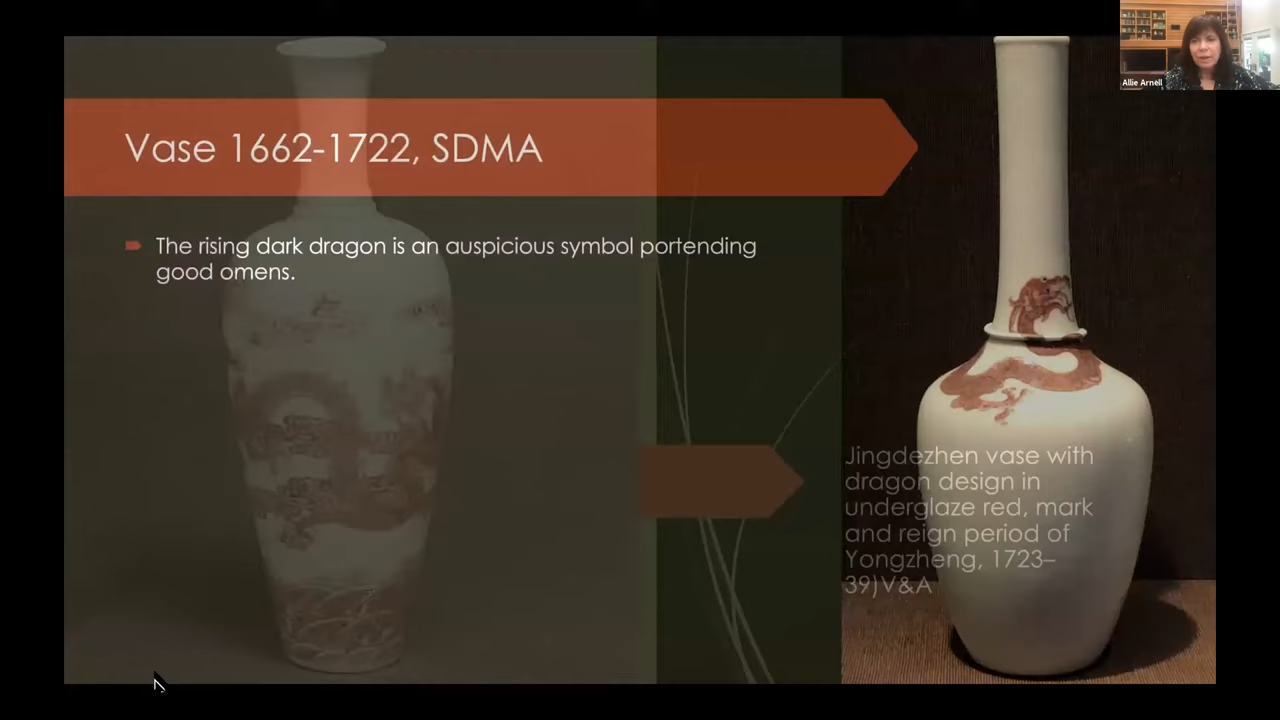 Vase 1662-1722, SDMA
The rising dark dragon is an auspicious symbol portending
good omens.
Jingdezhen vase with
dragon design in
underglaze red, mark
and reign period of
Yongzheng, 1723–
39)V&A
Allie Arnell